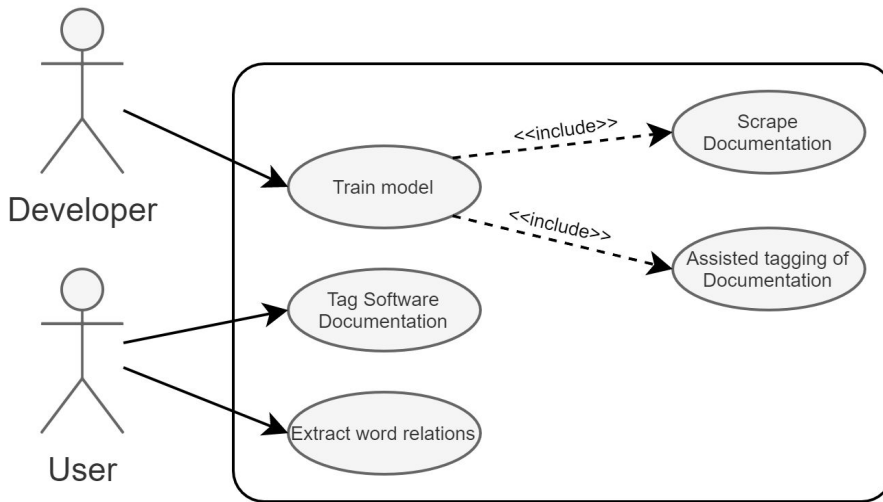 Developer
Train model
<<include>>
Scrape
Documentation
<<include>>
Assisted tagging of
Documentation
User
Tag Software
Documentation
Extract word relations